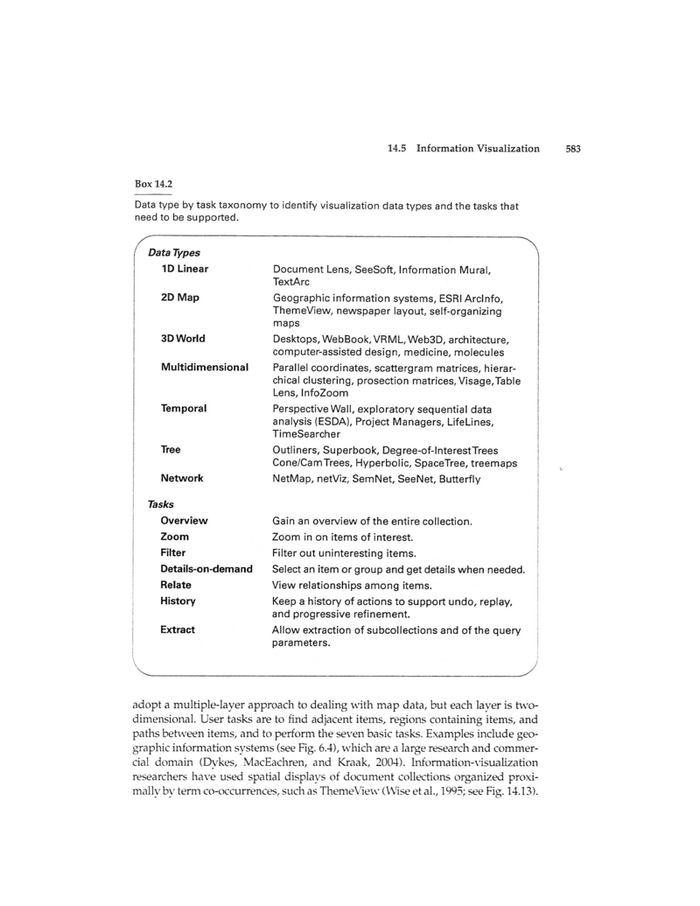 14.5 Information Visualization 583
Box 14.2
Data type by task taxonomy to identify visualization data types and the tasks that
need to be supported.
Data Types
1D Linear Document Lens, SeeSoft, Information Mural,
TextArc
2D Map Geographic information systems, ESRI ArcInfo,
ThemeView, newspaper layout, self-organizing
maps
3D World Desktops, WebBook, VRML, Web3D, architecture,
computer-assisted design, medicine, molecules
Multidimensional Parallel coordinates, scattergram matrices, hierar-
chical clustering, prosection matrices, Visage, Table
Lens, InfoZoom
Temporal Perspective Wall, exploratory sequential data
analysis (ESDA), Project Managers, LifeLines,
TimeSearcher
Tree Outliners, Superbook, Degree-of-Interest Trees
Cone/Cam Trees, Hyperbolic, SpaceTree, treemaps
Network NetMap, netViz, SemNet, SeeNet, Butterfly
Tasks
Overview Gain an overview of the entire collection.
Zoom Zoom in on items of interest.
Filter Filter out uninteresting items.
Details-on-demand Select an item or group and get details when needed.
Relate View relationships among items.
History Keep a history of actions to support undo, replay,
and progressive refinement.
Extract Allow extraction of subcollections and of the query
parameters.
adopt a multiple-layer approach to dealing with map data, but each layer is two-
dimensional. User tasks are to find adjacent items, regions containing items, and
paths between items, and to perform the seven basic tasks. Examples include geo-
graphic information systems (see Fig. 6.4), which are a large research and commer-
cial domain (Dykes, MacEachren, and Kraak, 2004). Information-visualization
researchers have used spatial displays of document collections organized proxi-
mally by term co-occurrences, such as ThemeView (Wise et al., 1995; see Fig. 14.13).